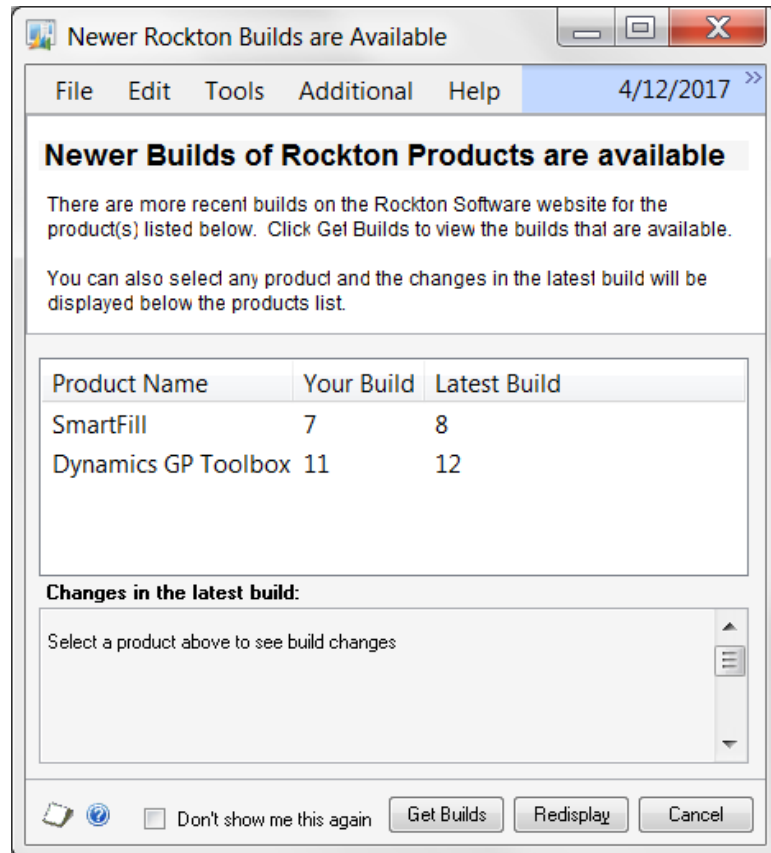 Newer Rockton Builds are Available
File Edit Tools Additional Help 4/12/2017 »
Newer Builds of Rockton Products are available
There are more recent builds on the Rockton Software website for the
product(s) listed below. Click Get Builds to view the builds that are available.
You can also select any product and the changes in the latest build will be
displayed below the products list.
Product Name Your Build Latest Build
SmartFill 7 8
Dynamics GP Toolbox 11 12
Changes in the latest build:
Select a product above to see build changes
Don't show me this again Get Builds Redisplay Cancel